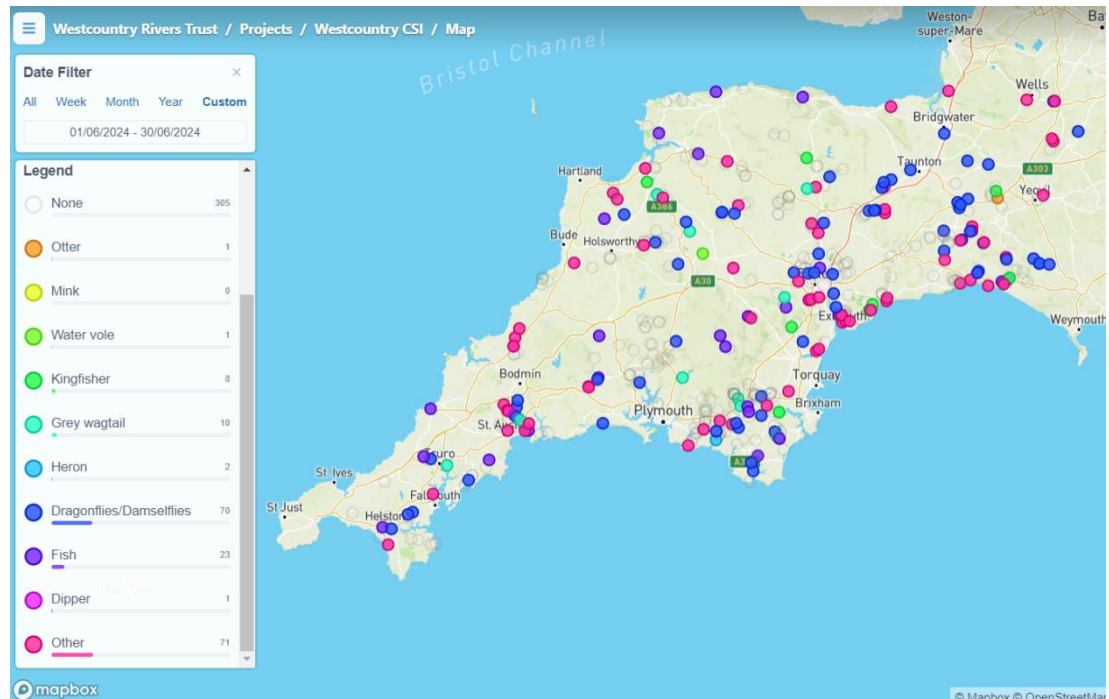 Westcountry Rivers Trust / Projects / Westcountry CSI / Map
Date Filter ×
All Week Month Year Custom
01/06/2024 - 30/06/2024
Legend
None 305
Otter 1
Mink 0
Water vole 1
Kingfisher 8
Grey wagtail 10
Heron 2
Dragonflies/Damselflies 70
Fish 23
Dipper 1
Other 71
mapbox
Bristol Channel
Weston-
super-Mare
Ba
Wells
Bridgwater
Hartland
Taunton
A303
Yeovil
A386
Bude
Holsworthy
A30
Exmouth
Weymouth
Bodmin
Torquay
Plymouth
Brixham
St. Aus
Truro
St. Ives
Falmouth
St Just
Helston
© Mapbox © OpenStreetMap